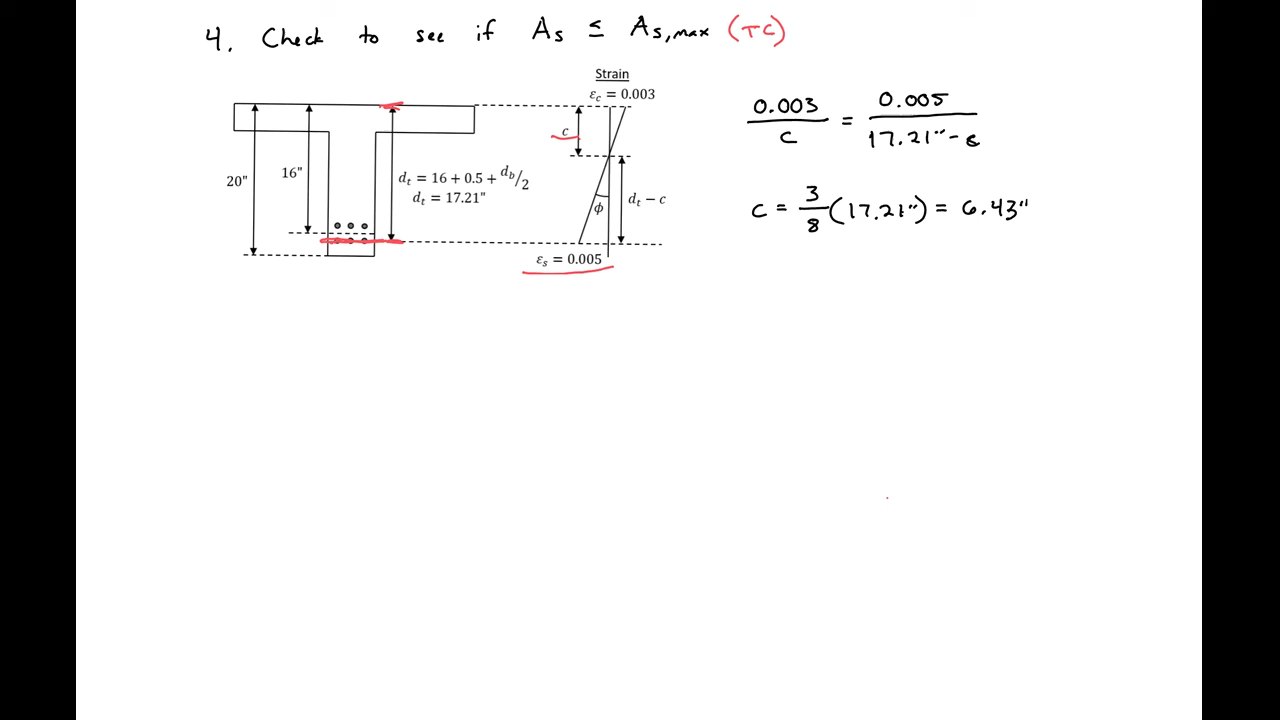 4. Check to see if As ≤ As,max (TC)
Strain
εc = 0.003
c
20"
16"
dt = 16 + 0.5 + db/2
dt = 17.21"
ϕ
dt − c
εs = 0.005
0.003/c = 0.005/17.21"-c
c = 3/8 (17.21") = 6.43"